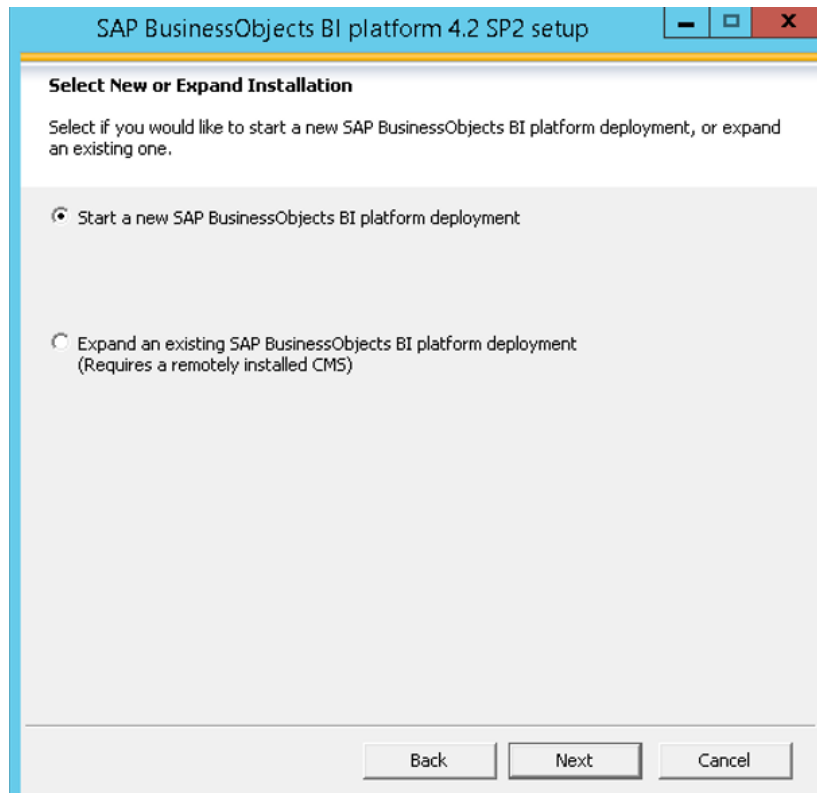 SAP BusinessObjects BI platform 4.2 SP2 setup
Select New or Expand Installation
Select if you would like to start a new SAP BusinessObjects BI platform deployment, or expand
an existing one.
Start a new SAP BusinessObjects BI platform deployment
Expand an existing SAP BusinessObjects BI platform deployment
(Requires a remotely installed CMS)
Back Next Cancel